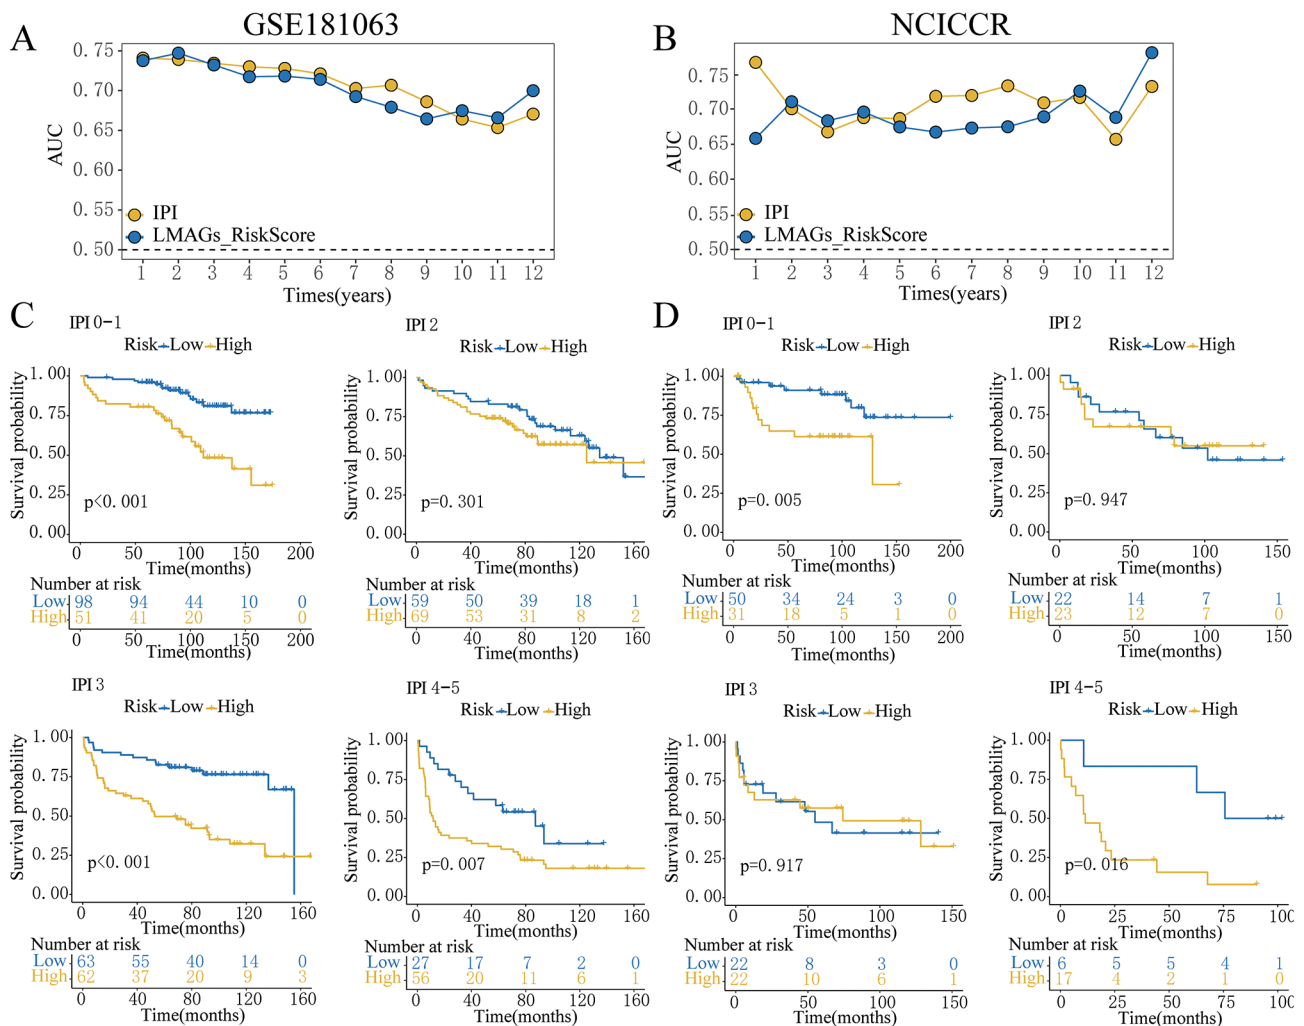 A
GSE181063
AUC
0.75
0.70
0.65
0.60
0.55
0.50
IPI
LMAGs_RiskScore
1 2 3 4 5 6 7 8 9 10 11 12
Times(years)
B
NCICCR
AUC
0.75
0.70
0.65
0.60
0.55
0.50
IPI
LMAGs_RiskScore
1 2 3 4 5 6 7 8 9 10 11 12
Times(years)
C
IPI 0-1
Risk Low High
Survival probability
1.00
0.75
0.50
0.25
0.00
p<0.001
0 50 100 150 200
Time(months)
Number at risk
Low 98 94 44 10 0
High 51 41 20 5 0
0 50 100 150 200
Time(months)
IPI 2
Risk Low High
Survival probability
1.00
0.75
0.50
0.25
0.00
p=0.301
0 40 80 120 160
Time(months)
Number at risk
Low 59 50 39 18 1
High 69 53 31 8 2
0 40 80 120 160
Time(months)
IPI 3
Risk Low High
Survival probability
1.00
0.75
0.50
0.25
0.00
p<0.001
0 40 80 120 160
Time(months)
Number at risk
Low 63 55 40 14 0
High 62 37 20 9 3
0 40 80 120 160
Time(months)
IPI 4-5
Risk Low High
Survival probability
1.00
0.75
0.50
0.25
0.00
p=0.007
0 40 80 120 160
Time(months)
Number at risk
Low 27 17 7 2 0
High 56 20 11 6 1
0 40 80 120 160
Time(months)
D
IPI 0-1
Risk Low High
Survival probability
1.00
0.75
0.50
0.25
0.00
p=0.005
0 50 100 150 200
Time(months)
Number at risk
Low 50 34 24 3 0
High 31 18 5 1 0
0 50 100 150 200
Time(months)
IPI 2
Risk Low High
Survival probability
1.00
0.75
0.50
0.25
0.00
p=0.947
0 50 100 150
Time(months)
Number at risk
Low 22 14 7 1
High 23 12 7 0
0 50 100 150
Time(months)
IPI 3
Risk Low High
Survival probability
1.00
0.75
0.50
0.25
0.00
p=0.917
0 50 100 150
Time(months)
Number at risk
Low 22 8 3 0
High 22 10 6 1
0 50 100 150
Time(months)
IPI 4-5
Risk Low High
Survival probability
1.00
0.75
0.50
0.25
0.00
p=0.016
0 25 50 75 100
Time(months)
Number at risk
Low 6 5 5 4 1
High 17 4 2 1 0
0 25 50 75 100
Time(months)